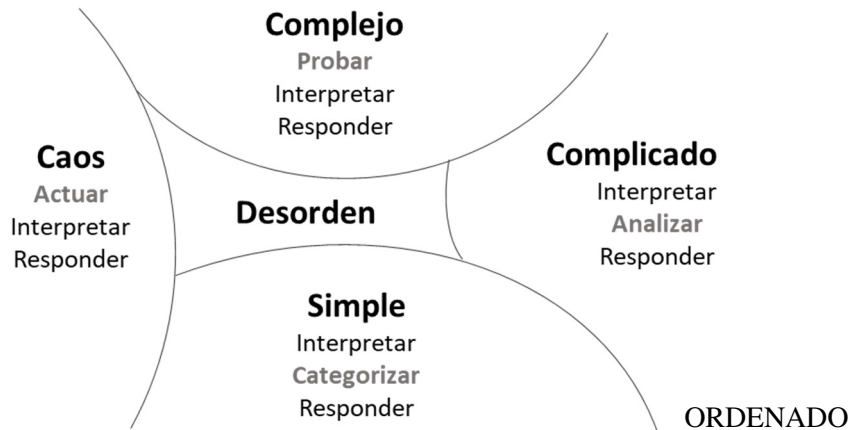 Complejo
Probar
Interpretar
Responder
Caos
Actuar
Interpretar
Responder
Desorden
Complicado
Interpretar
Analizar
Responder
Simple
Interpretar
Categorizar
Responder
ORDENADO